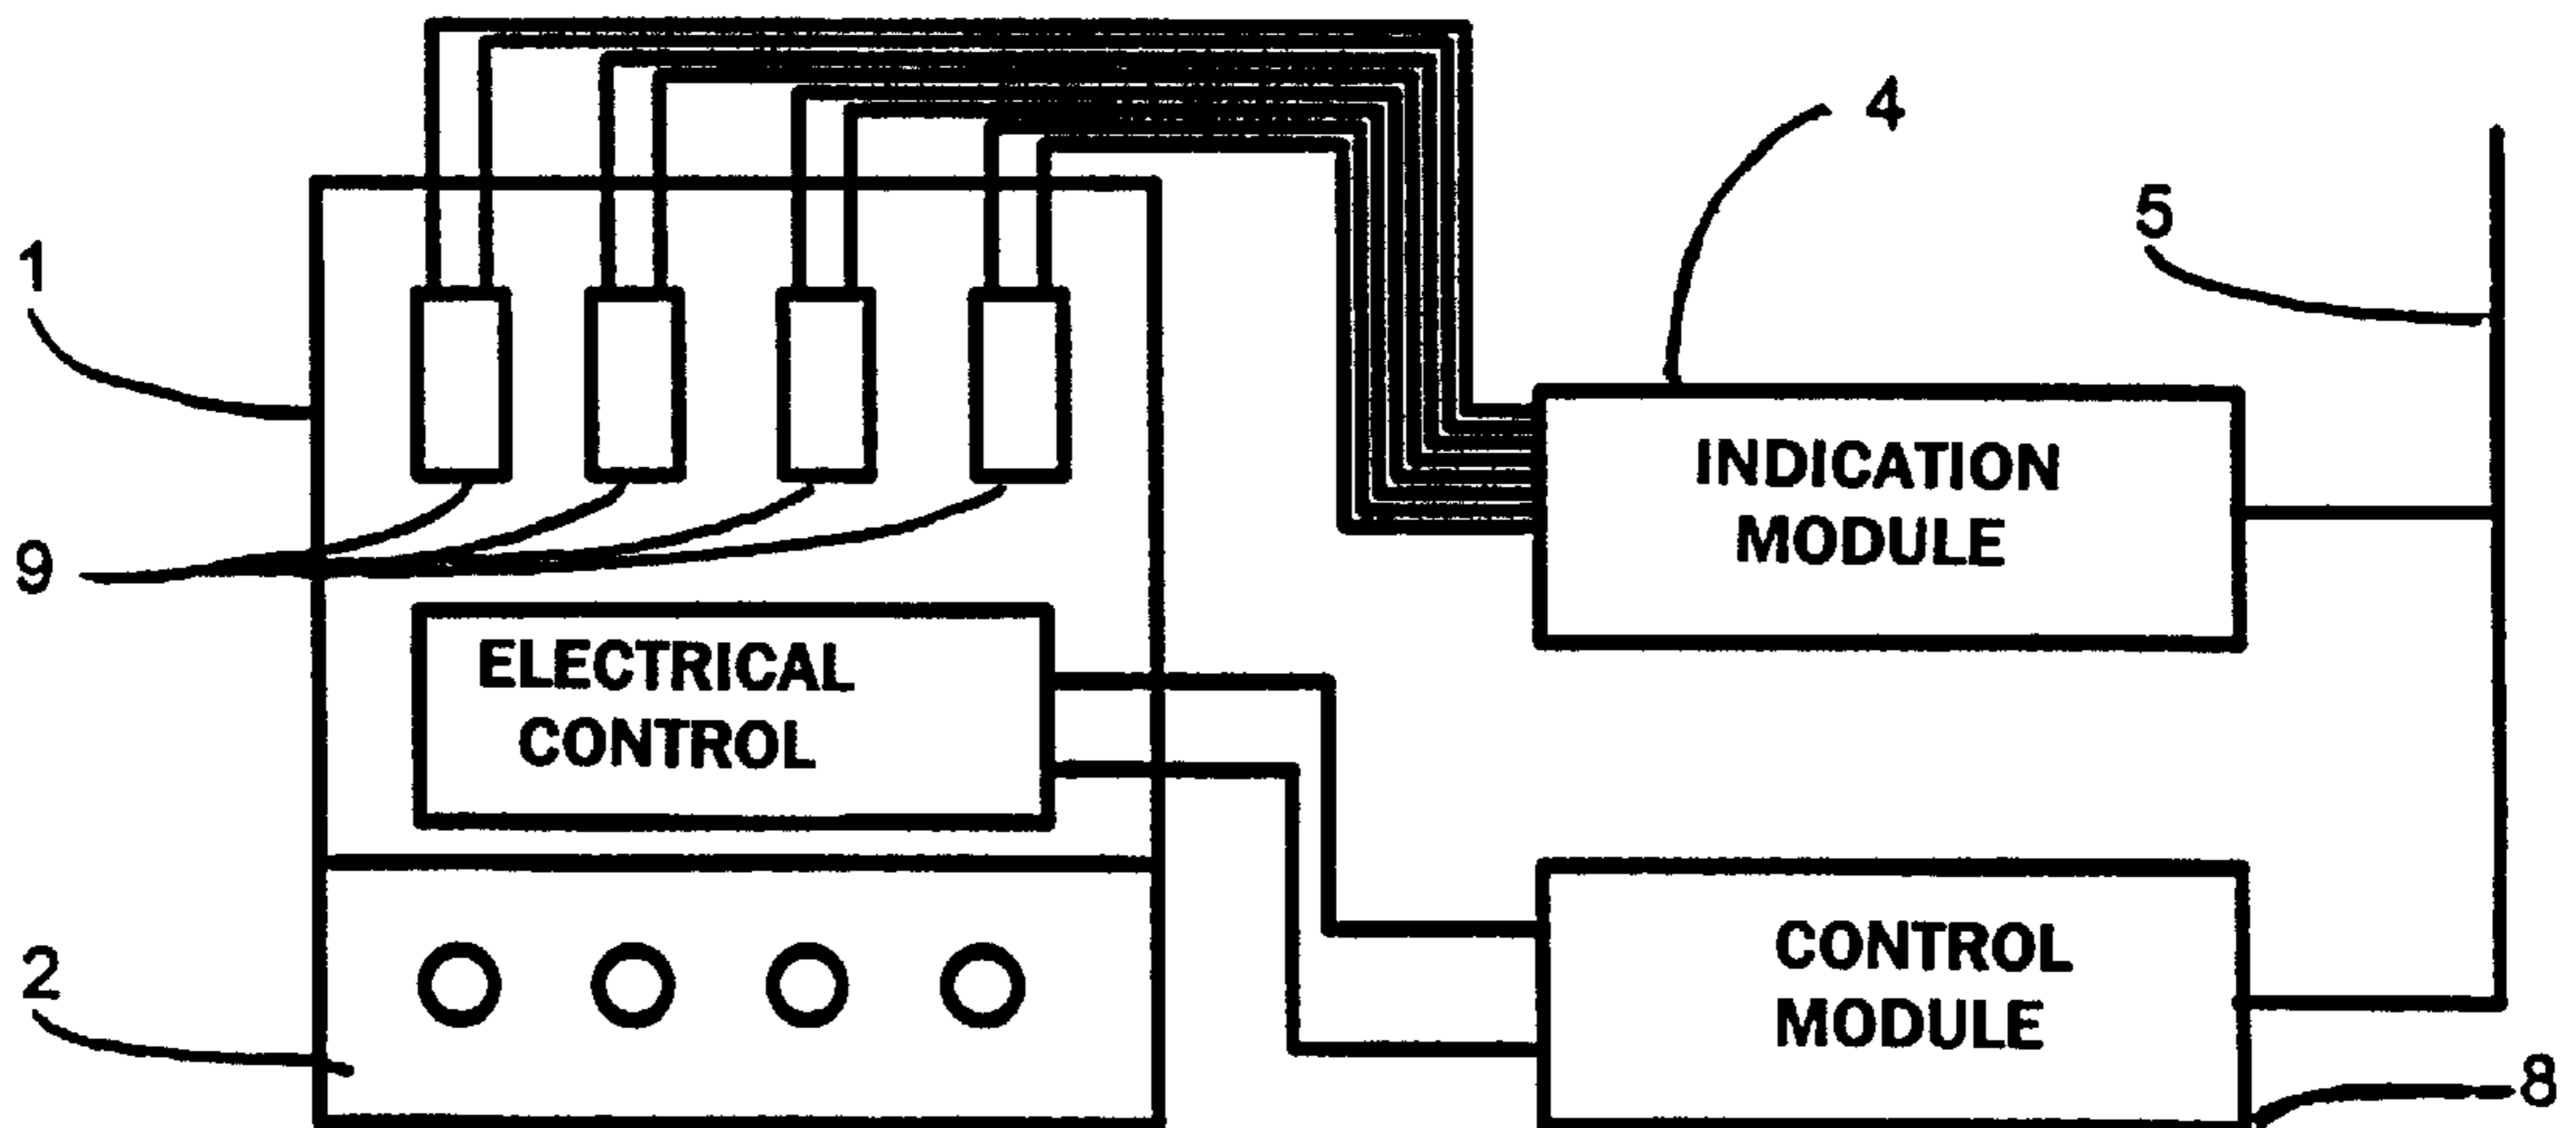 4
5
1
INDICATION
MODULE
9
ELECTRICAL
CONTROL
CONTROL
MODULE
2
8